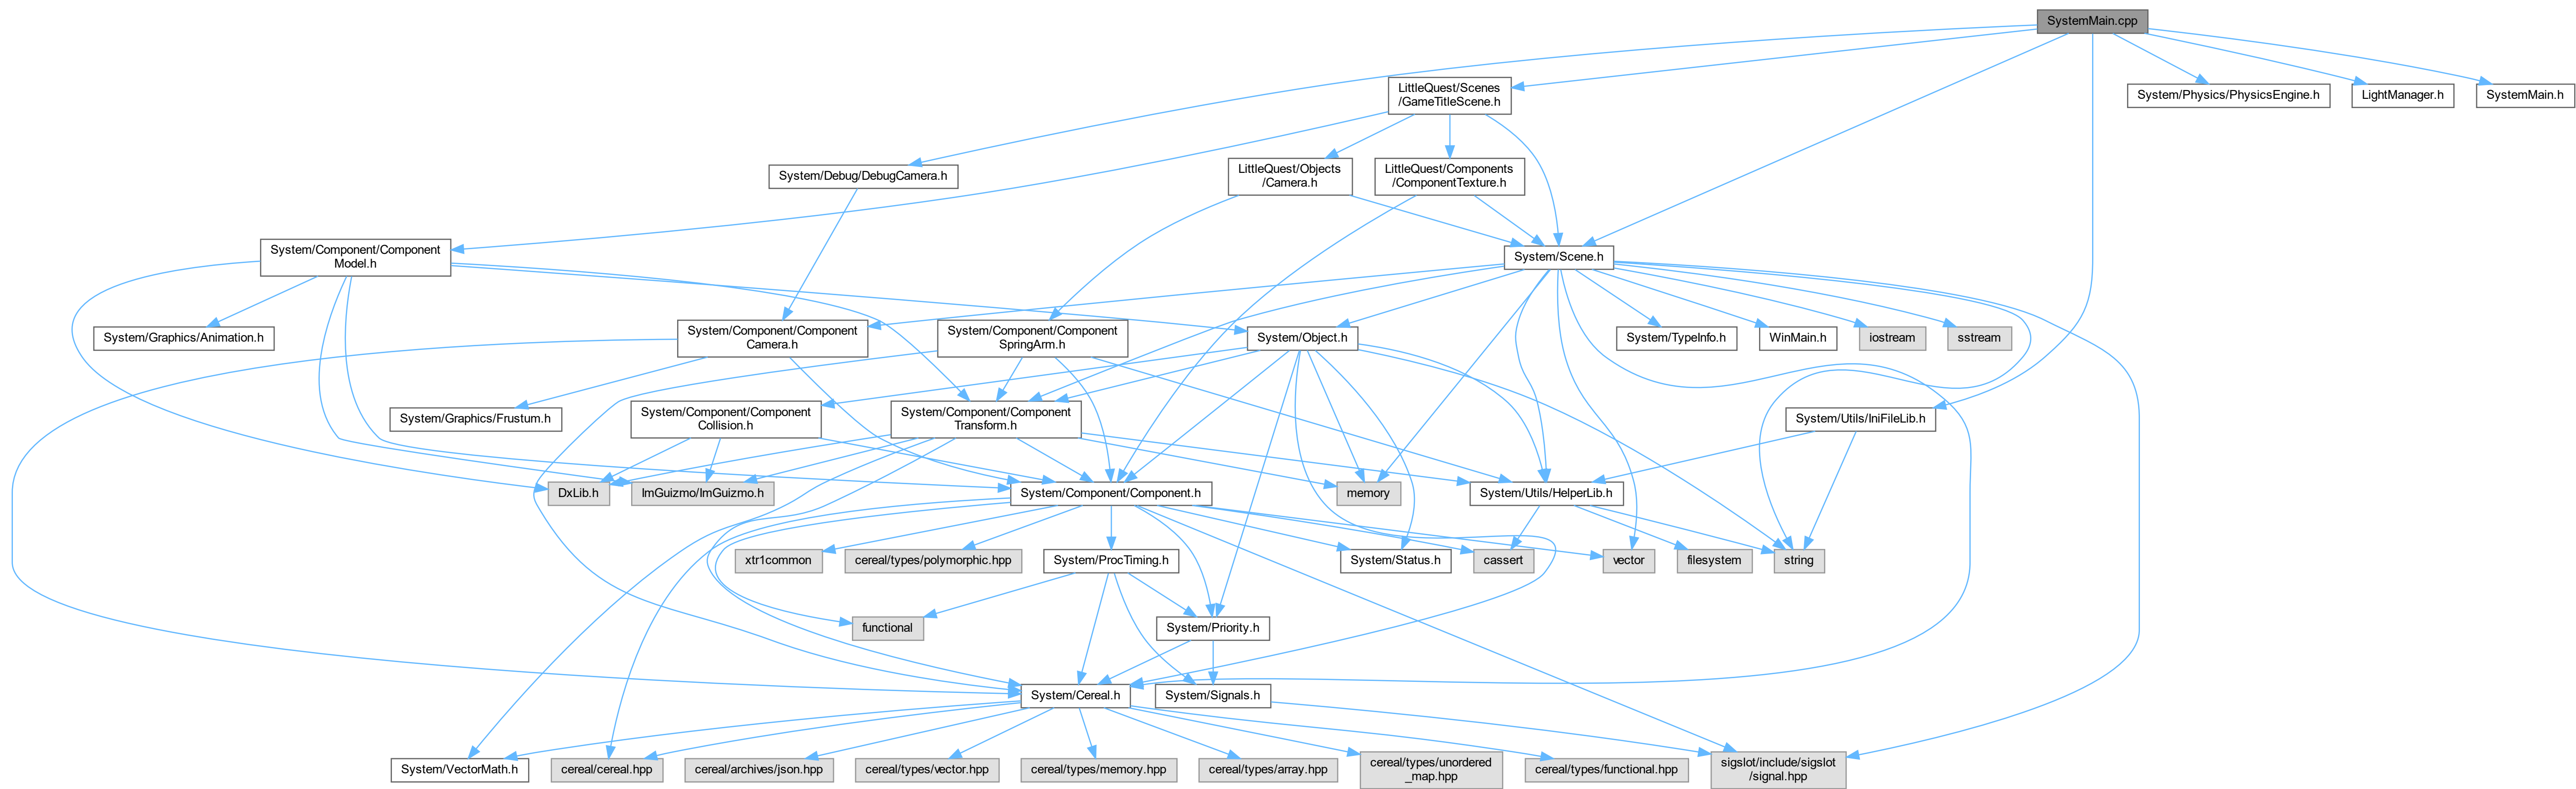 SystemMain.cpp
LittleQuest/Scenes
/GameTitleScene.h
System/Physics/PhysicsEngine.h
LightManager.h
SystemMain.h
System/Debug/DebugCamera.h
LittleQuest/Objects
/Camera.h
LittleQuest/Components
/ComponentTexture.h
System/Component/Component
Model.h
System/Scene.h
System/Graphics/Animation.h
System/Component/Component
Camera.h
System/Component/Component
SpringArm.h
System/Object.h
System/TypeInfo.h
WinMain.h
iostream
sstream
System/Graphics/Frustum.h
System/Component/Component
Collision.h
System/Component/Component
Transform.h
System/Utils/IniFileLib.h
DxLib.h
ImGuizmo/ImGuizmo.h
System/Component/Component.h
memory
System/Utils/HelperLib.h
xtr1common
cereal/types/polymorphic.hpp
System/ProcTiming.h
System/Status.h
cassert
vector
filesystem
string
functional
System/Priority.h
System/Cereal.h
System/Signals.h
System/VectorMath.h
cereal/cereal.hpp
cereal/archives/json.hpp
cereal/types/vector.hpp
cereal/types/memory.hpp
cereal/types/array.hpp
cereal/types/unordered
_map.hpp
cereal/types/functional.hpp
sigslot/include/sigslot
/signal.hpp